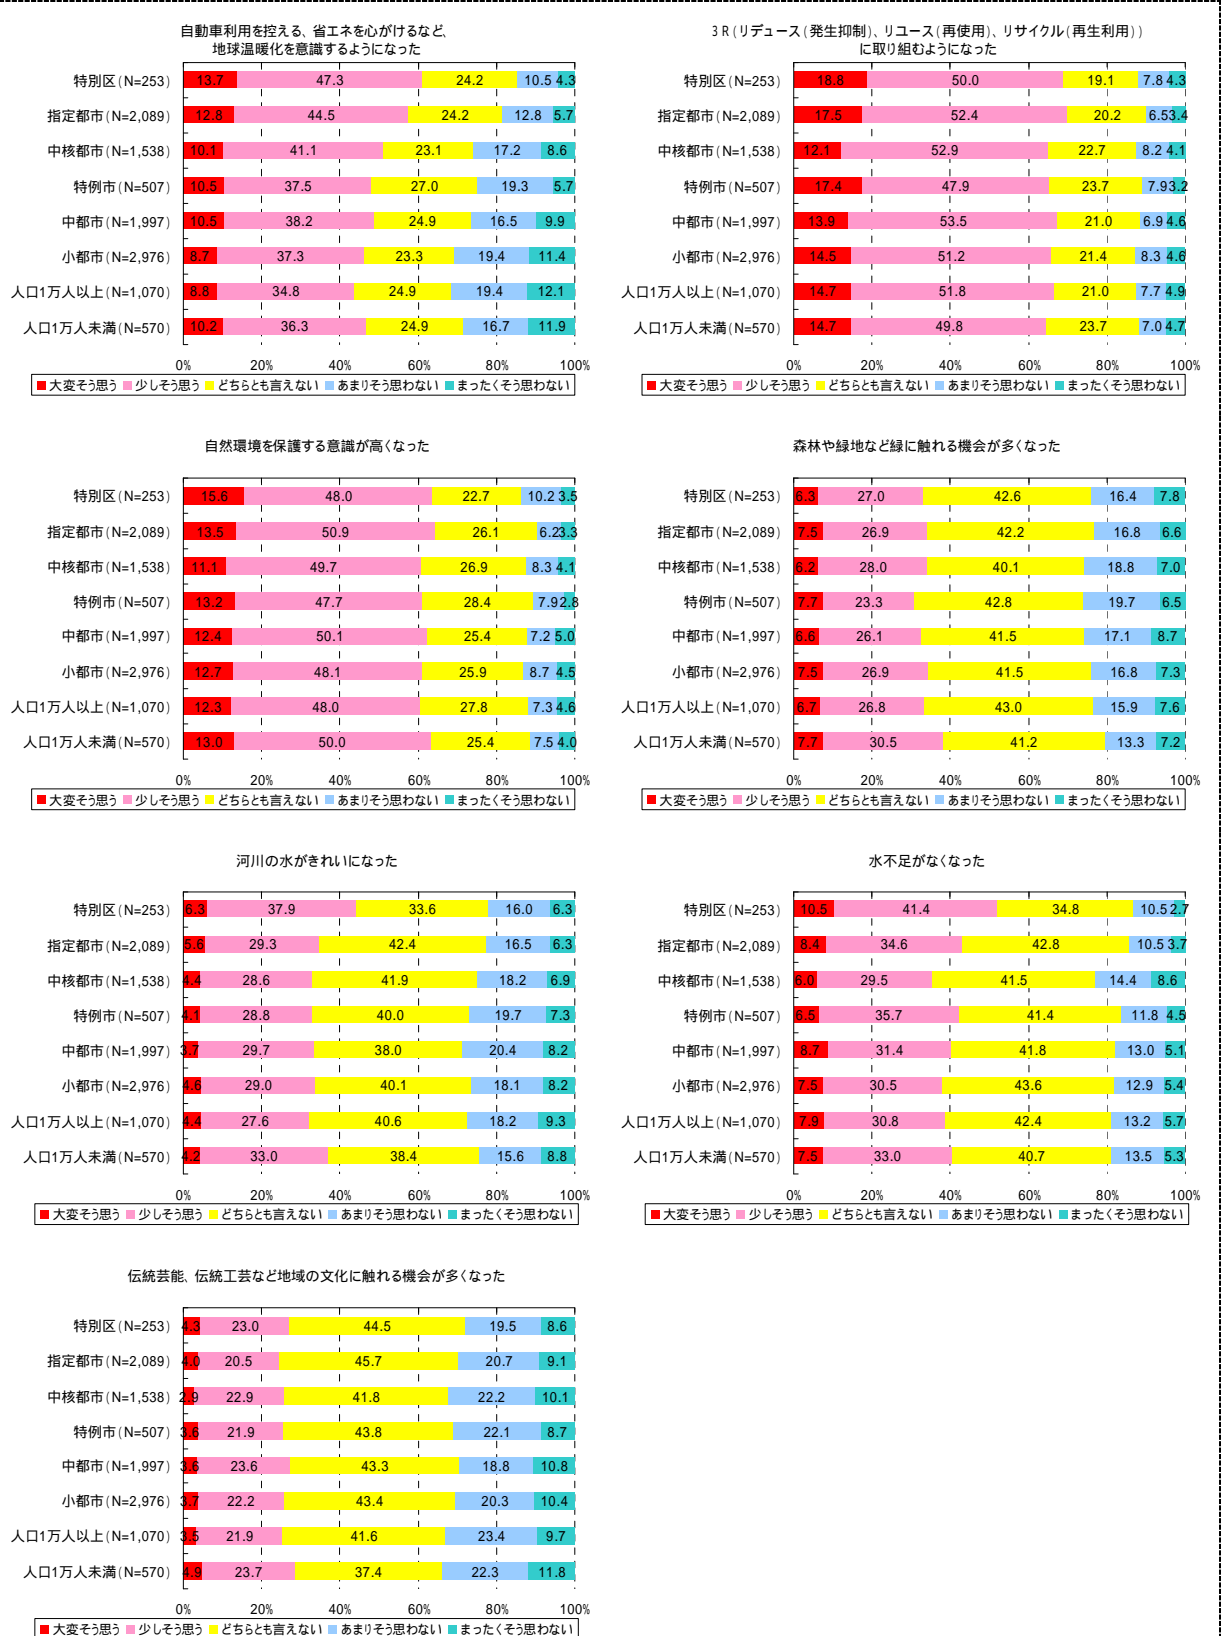 自動車利用を控える、省エネを心がけるなど、
地球温暖化を意識するようになった
特別区(N=253) 13.7 47.3 24.2 10.5 4.3
指定都市(N=2,089) 12.8 44.5 24.2 12.8 5.7
中核都市(N=1,538) 10.1 41.1 23.1 17.2 8.6
特例市(N=507) 10.5 37.5 27.0 19.3 5.7
中都市(N=1,997) 10.5 38.2 24.9 16.5 9.9
小都市(N=2,976) 8.7 37.3 23.3 19.4 11.4
人口1万人以上(N=1,070) 8.8 34.8 24.9 19.4 12.1
人口1万人未満(N=570) 10.2 36.3 24.9 16.7 11.9
0% 20% 40% 60% 80% 100%
大変そう思う 少しそう思う どちらとも言えない あまりそう思わない まったくそう思わない
3R(リデュース(発生抑制)、リユース(再使用)、リサイクル(再生利用))
に取り組むようになった
特別区(N=253) 18.8 50.0 19.1 7.8 4.3
指定都市(N=2,089) 17.5 52.4 20.2 6.5 3.4
中核都市(N=1,538) 12.1 52.9 22.7 8.2 4.1
特例市(N=507) 17.4 47.9 23.7 7.9 3.2
中都市(N=1,997) 13.9 53.5 21.0 6.9 4.6
小都市(N=2,976) 14.5 51.2 21.4 8.3 4.6
人口1万人以上(N=1,070) 14.7 51.8 21.0 7.7 4.9
人口1万人未満(N=570) 14.7 49.8 23.7 7.0 4.7
0% 20% 40% 60% 80% 100%
大変そう思う 少しそう思う どちらとも言えない あまりそう思わない まったくそう思わない
自然環境を保護する意識が高くなった
特別区(N=253) 15.6 48.0 22.7 10.2 3.5
指定都市(N=2,089) 13.5 50.9 26.1 6.2 3.3
中核都市(N=1,538) 11.1 49.7 26.9 8.3 4.1
特例市(N=507) 13.2 47.7 28.4 7.9 2.8
中都市(N=1,997) 12.4 50.1 25.4 7.2 5.0
小都市(N=2,976) 12.7 48.1 25.9 8.7 4.5
人口1万人以上(N=1,070) 12.3 48.0 27.8 7.3 4.6
人口1万人未満(N=570) 13.0 50.0 25.4 7.5 4.0
0% 20% 40% 60% 80% 100%
大変そう思う 少しそう思う どちらとも言えない あまりそう思わない まったくそう思わない
森林や緑地など緑に触れる機会が多くなった
特別区(N=253) 6.3 27.0 42.6 16.4 7.8
指定都市(N=2,089) 7.5 26.9 42.2 16.8 6.6
中核都市(N=1,538) 6.2 28.0 40.1 18.8 7.0
特例市(N=507) 7.7 23.3 42.8 19.7 6.5
中都市(N=1,997) 6.6 26.1 41.5 17.1 8.7
小都市(N=2,976) 7.5 26.9 41.5 16.8 7.3
人口1万人以上(N=1,070) 6.7 26.8 43.0 15.9 7.6
人口1万人未満(N=570) 7.7 30.5 41.2 13.3 7.2
0% 20% 40% 60% 80% 100%
大変そう思う 少しそう思う どちらとも言えない あまりそう思わない まったくそう思わない
河川の水がきれいになった
特別区(N=253) 6.3 37.9 33.6 16.0 6.3
指定都市(N=2,089) 5.6 29.3 42.4 16.5 6.3
中核都市(N=1,538) 4.4 28.6 41.9 18.2 6.9
特例市(N=507) 4.1 28.8 40.0 19.7 7.3
中都市(N=1,997) 3.7 29.7 38.0 20.4 8.2
小都市(N=2,976) 4.6 29.0 40.1 18.1 8.2
人口1万人以上(N=1,070) 4.4 27.6 40.6 18.2 9.3
人口1万人未満(N=570) 4.2 33.0 38.4 15.6 8.8
0% 20% 40% 60% 80% 100%
大変そう思う 少しそう思う どちらとも言えない あまりそう思わない まったくそう思わない
水不足がなくなった
特別区(N=253) 10.5 41.4 34.8 10.5 2.7
指定都市(N=2,089) 8.4 34.6 42.8 10.5 3.7
中核都市(N=1,538) 6.0 29.5 41.5 14.4 8.6
特例市(N=507) 6.5 35.7 41.4 11.8 4.5
中都市(N=1,997) 8.7 31.4 41.8 13.0 5.1
小都市(N=2,976) 7.5 30.5 43.6 12.9 5.4
人口1万人以上(N=1,070) 7.9 30.8 42.4 13.2 5.7
人口1万人未満(N=570) 7.5 33.0 40.7 13.5 5.3
0% 20% 40% 60% 80% 100%
大変そう思う 少しそう思う どちらとも言えない あまりそう思わない まったくそう思わない
伝統芸能、伝統工芸など地域の文化に触れる機会が多くなった
特別区(N=253) 4.3 23.0 44.5 19.5 8.6
指定都市(N=2,089) 4.0 20.5 45.7 20.7 9.1
中核都市(N=1,538) 2.9 22.9 41.8 22.2 10.1
特例市(N=507) 3.6 21.9 43.8 22.1 8.7
中都市(N=1,997) 3.6 23.6 43.3 18.8 10.8
小都市(N=2,976) 3.7 22.2 43.4 20.3 10.4
人口1万人以上(N=1,070) 3.5 21.9 41.6 23.4 9.7
人口1万人未満(N=570) 4.9 23.7 37.4 22.3 11.8
0% 20% 40% 60% 80% 100%
大変そう思う 少しそう思う どちらとも言えない あまりそう思わない まったくそう思わない